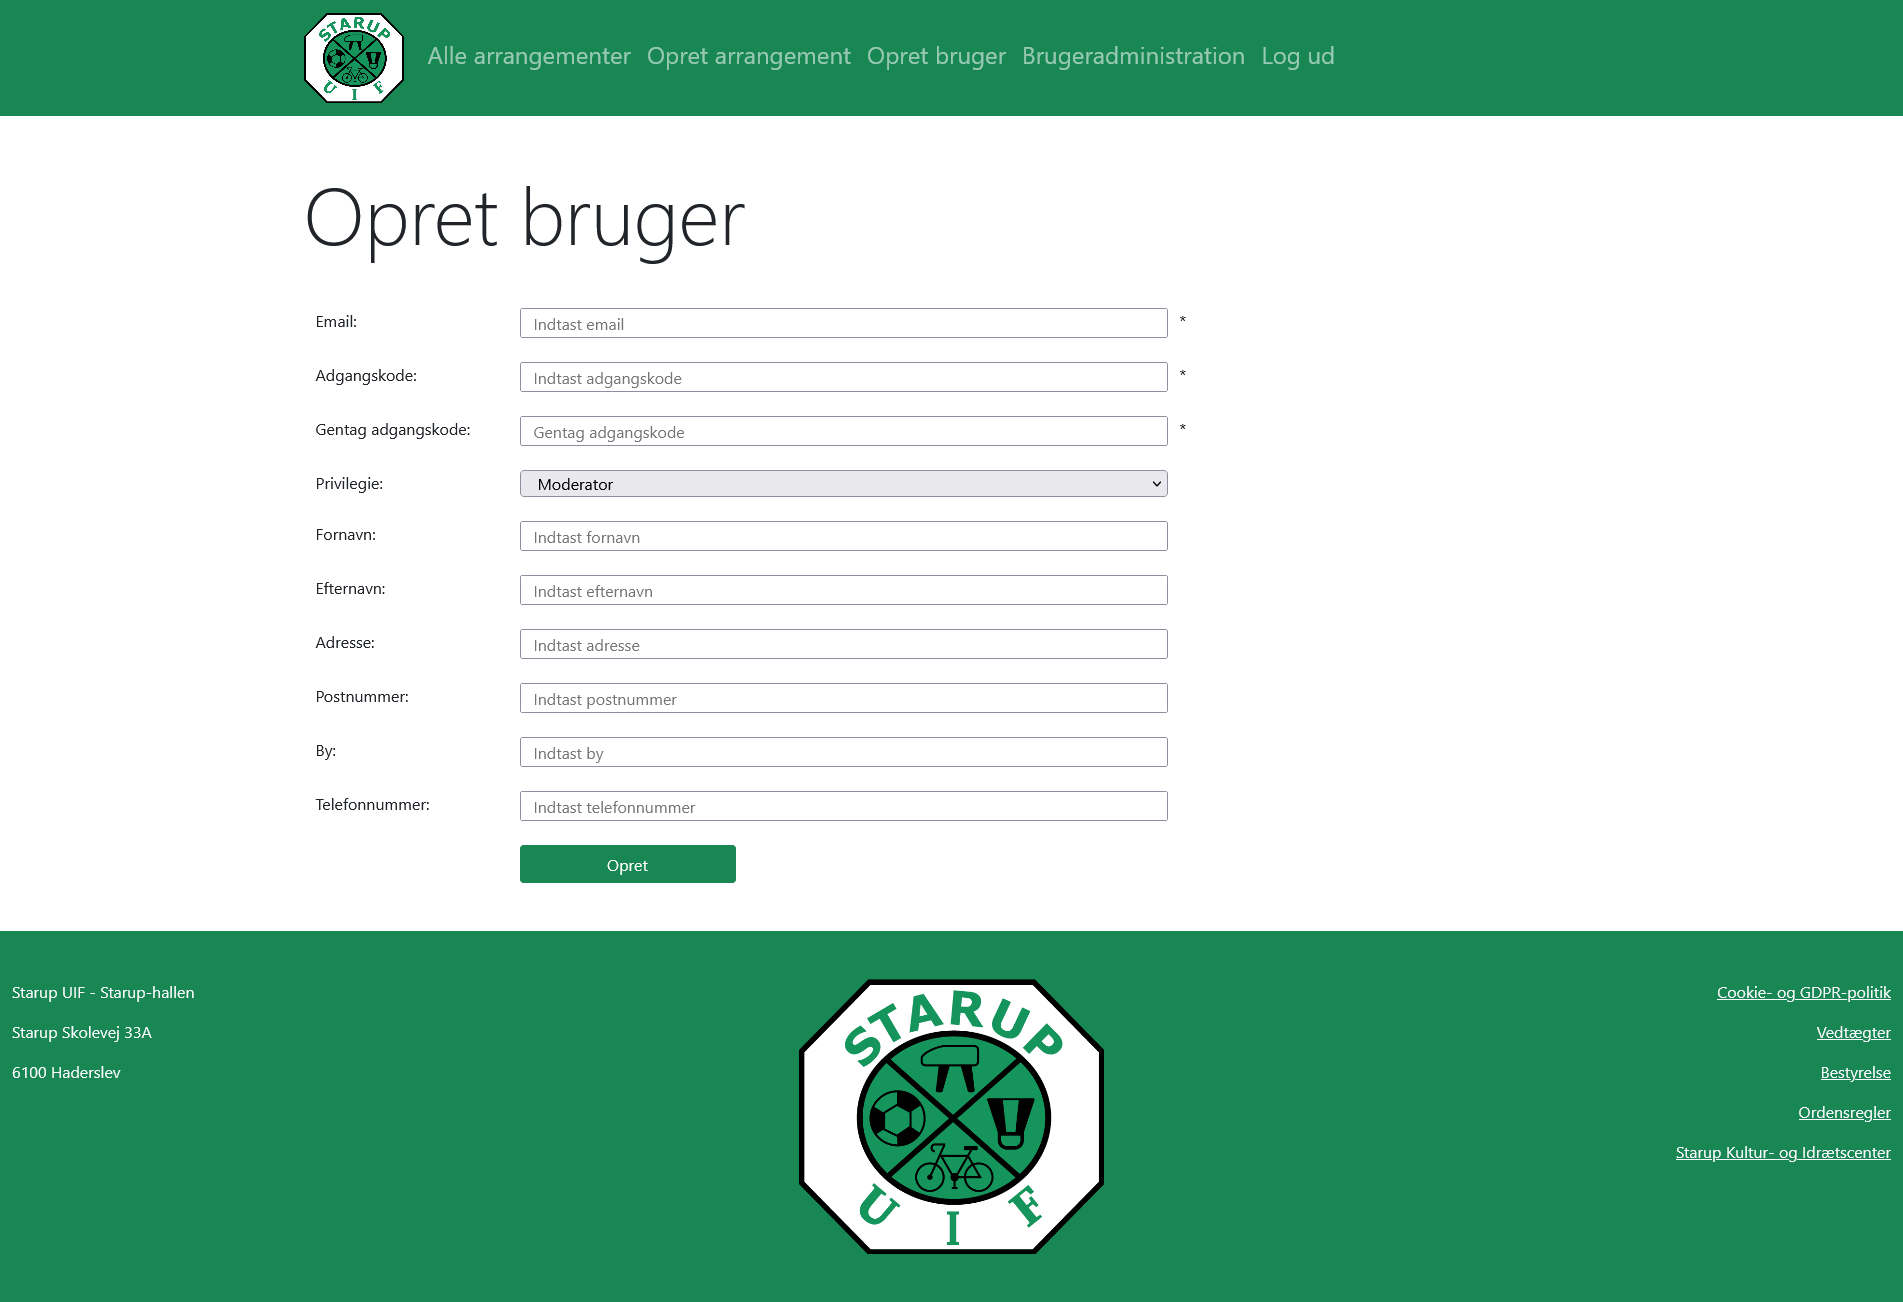 STARUP
U I F
Alle arrangementer Opret arrangement Opret bruger Brugeradministration Log ud
Opret bruger
Email: Indtast email *
Adgangskode: Indtast adgangskode *
Gentag adgangskode: Gentag adgangskode *
Privilegie: Moderator
Fornavn: Indtast fornavn
Efternavn: Indtast efternavn
Adresse: Indtast adresse
Postnummer: Indtast postnummer
By: Indtast by
Telefonnummer: Indtast telefonnummer
Opret
Starup UIF - Starup-hallen
Starup Skolevej 33A
6100 Haderslev
STARUP
U I F
Cookie- og GDPR-politik
Vedtægter
Bestyrelse
Ordensregler
Starup Kultur- og Idrætscenter